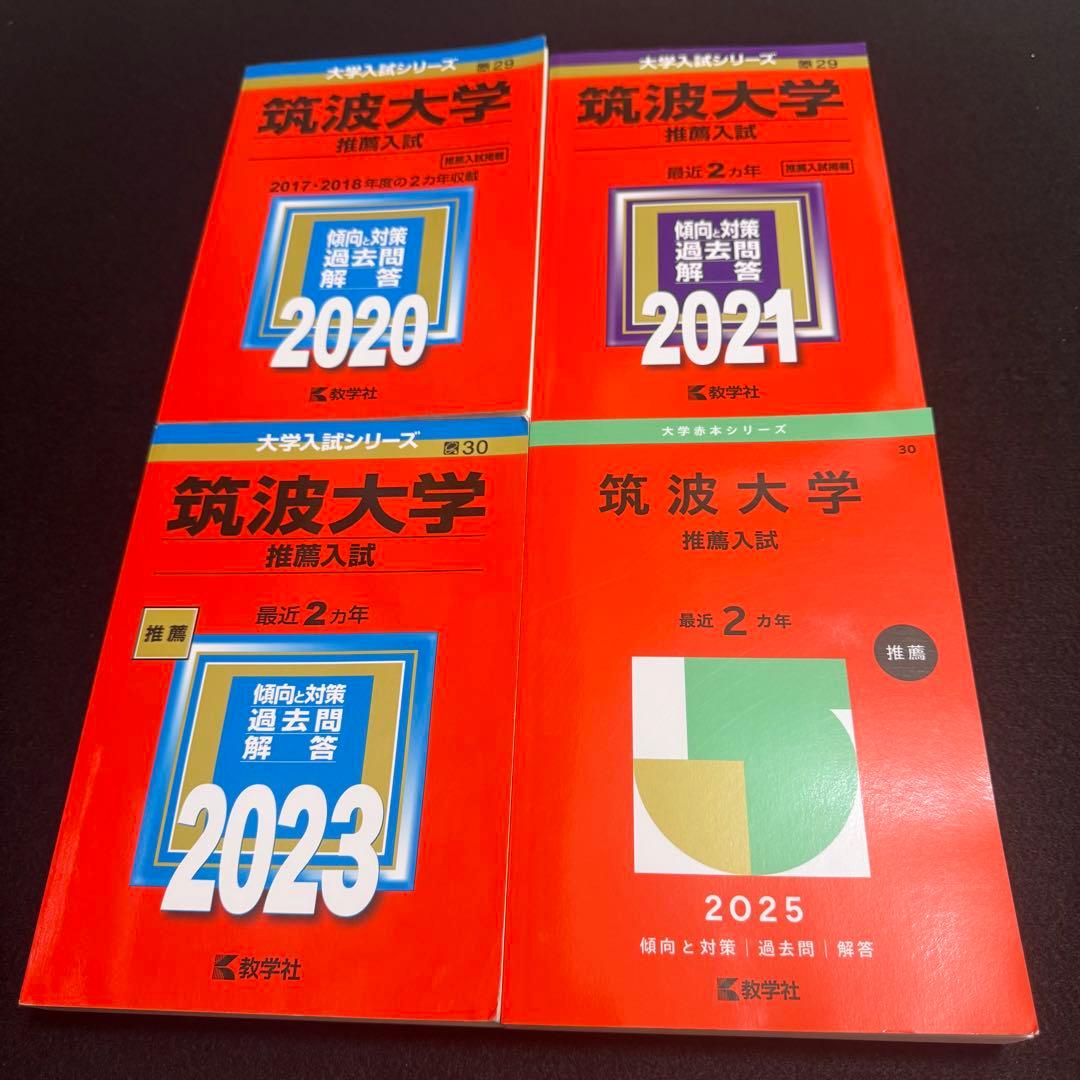 大学入試シリーズ
29
筑波大学
推薦入試
推薦入試掲載
2017・2018年度の2カ年収載
傾向と対策
過去問
解答
2020
教学社
大学入試シリーズ
29
筑波大学
推薦入試
最近2カ年
推薦入試掲載
傾向と対策
過去問
解答
2021
教学社
大学入試シリーズ
30
筑波大学
推薦入試
最近2カ年
推薦
傾向と対策
過去問
解答
2023
教学社
大学赤本シリーズ
30
筑波大学
推薦入試
最近2カ年
推薦
2025
傾向と対策｜過去問｜解答
教学社